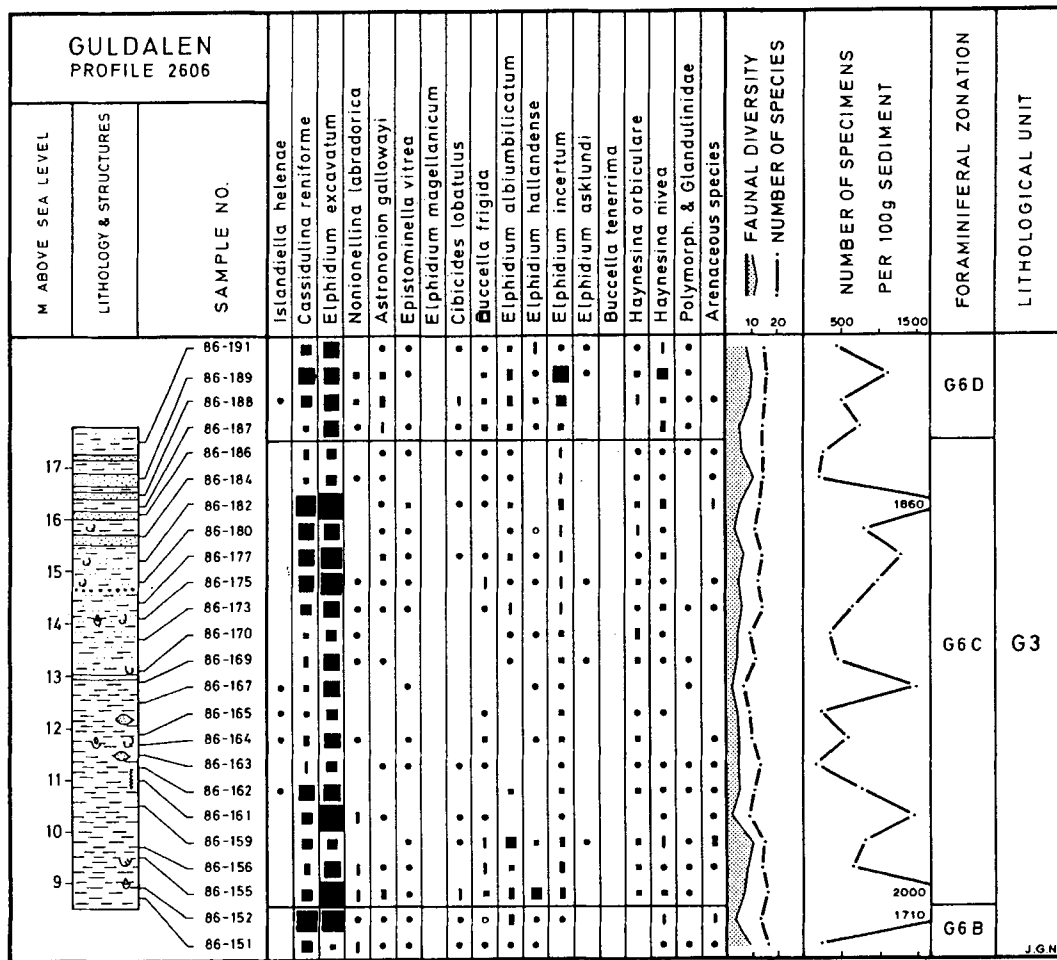 GULDALEN
PROFILE 2606
M ABOVE SEA LEVEL
LITHOLOGY & STRUCTURES
SAMPLE NO.
Islandiella helenae
Cassidulina reniforme
Elphidium excavatum
Nonionellina labradorica
Astrononion gallowayi
Epistominella vitrea
Elphidium magellanicum
Cibicides lobatulus
Buccella frigida
Elphidium albiumbilicatum
Elphidium hallandense
Elphidium incertum
Elphidium asklundi
Buccella tenerrima
Haynesina orbiculare
Haynesina nivea
Polymorph. & Glandulinidae
Arenaceous species
FAUNAL DIVERSITY
NUMBER OF SPECIES
10 20
NUMBER OF SPECIMENS
PER 100g SEDIMENT
500 1500
FORAMINIFERAL ZONATION
LITHOLOGICAL UNIT
86-191
86-189
86-188
86-187
86-186
86-184
86-182
86-180
86-177
86-175
86-173
86-170
86-169
86-167
86-165
86-164
86-163
86-162
86-161
86-159
86-156
86-155
86-152
86-151
17
16
15
14
13
12
11
10
9
1860
2000
1710
G6D
G6C
G6B
G3
J.G.N